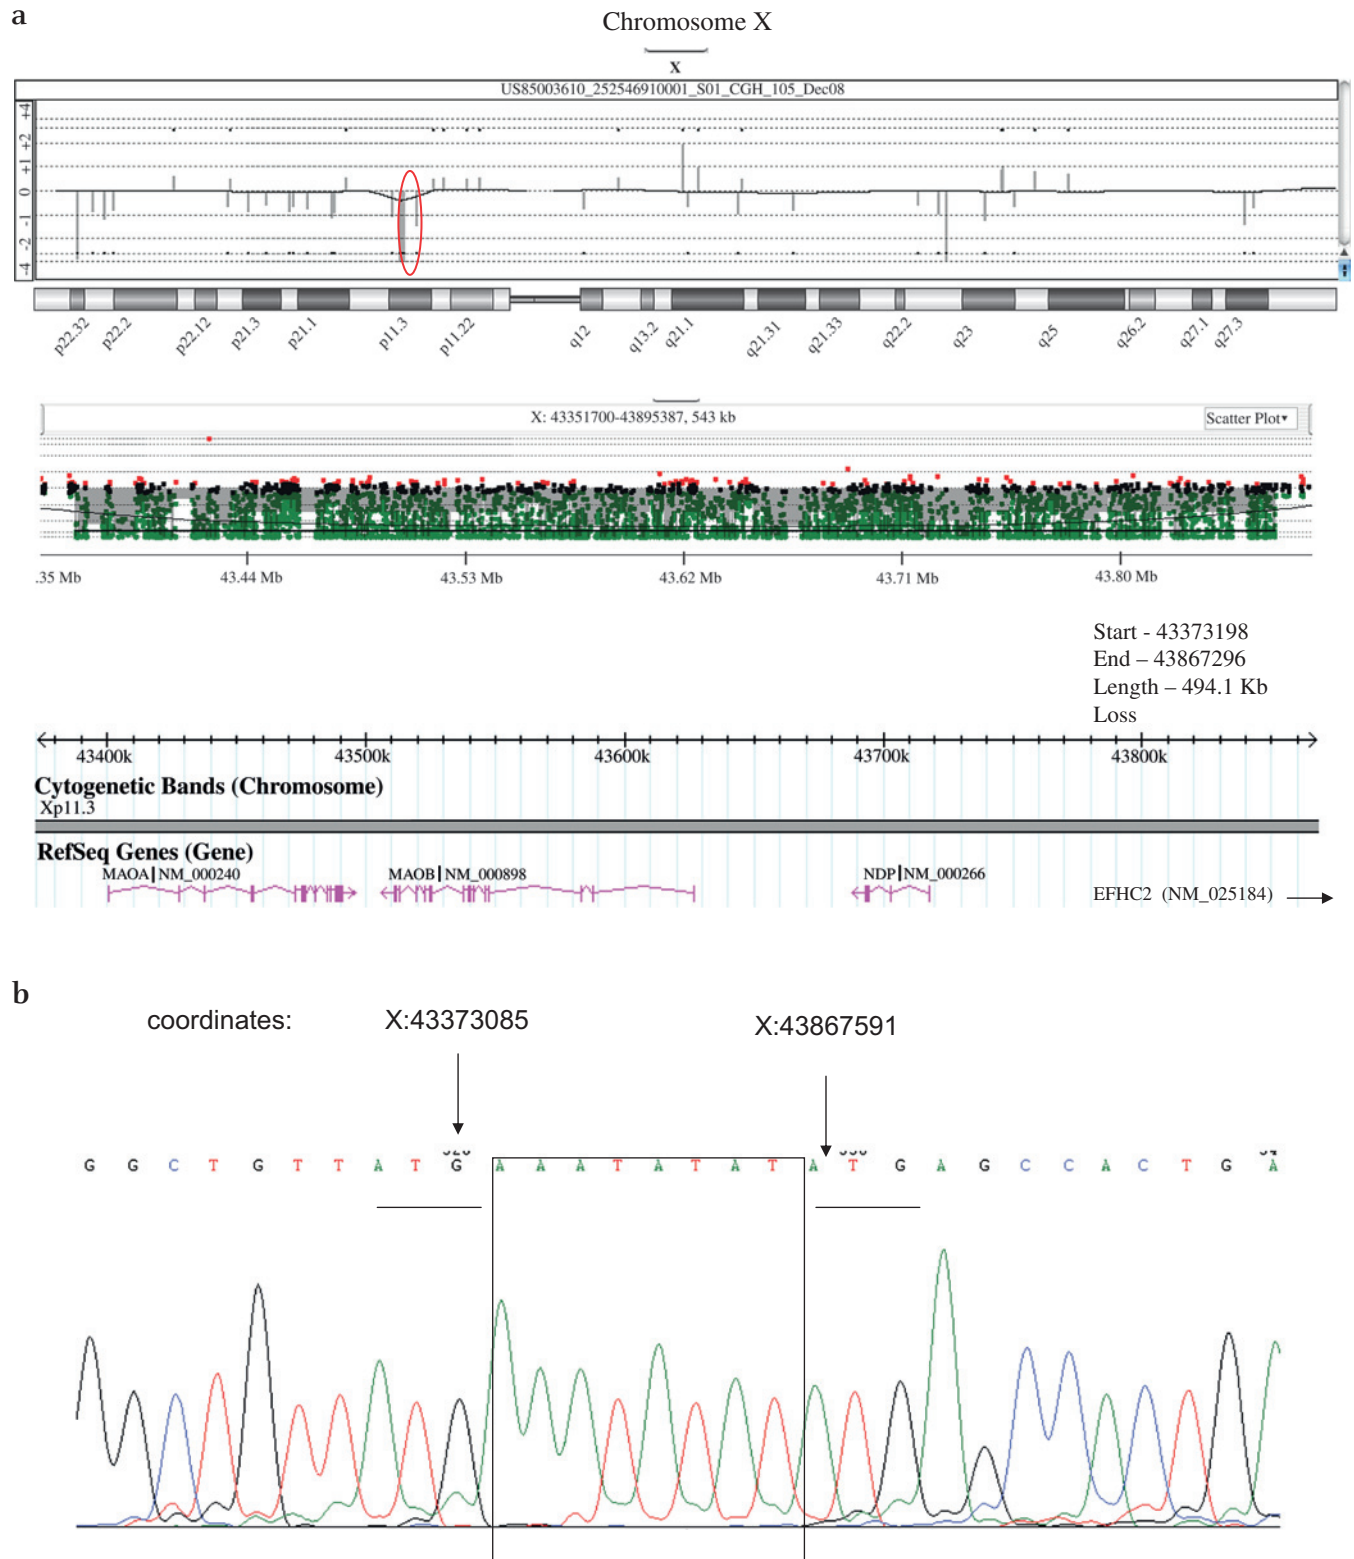 a
Chromosome X
X
US85003610_252546910001_S01_CGH_105_Dec08
+4
+2
+1
0
-1
-2
-4
p22.32 p22.2 p22.12 p21.3 p21.1 p11.3 p11.22 q12 q13.2 q21.1 q21.31 q21.33 q22.2 q23 q25 q26.2 q27.1 q27.3
X: 43351700-43895387, 543 kb
Scatter Plot
.35 Mb 43.44 Mb 43.53 Mb 43.62 Mb 43.71 Mb 43.80 Mb
Start - 43373198
End – 43867296
Length – 494.1 Kb
Loss
43400k 43500k 43600k 43700k 43800k
Cytogenetic Bands (Chromosome)
Xp11.3
RefSeq Genes (Gene)
MAOA|NM_000240 MAOB|NM_000898 NDP|NM_000266
EFHC2 (NM_025184)
b
coordinates: X:43373085 X:43867591
G G C T G T T A T G A A A T A T A T A T G A G C C A C T G A